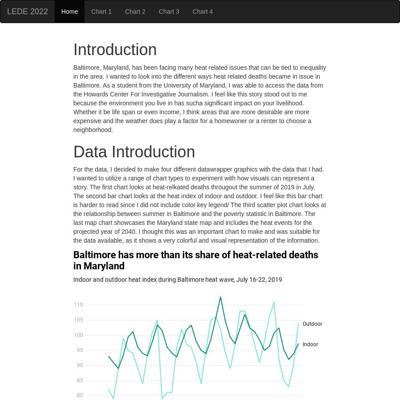 LEDE 2022 Home Chart 1 Chart 2 Chart 3 Chart 4
Introduction
Baltimore, Maryland, has been facing many heat related issues that can be tied to inequality
in the area. I wanted to look into the different ways heat related deaths became in issue in
Baltimore. As a student from the University of Maryland, I was able to access the data from
the Howards Center For Investigative Journalism. I feel like this story stood out to me
because the environment you live in has sucha significant impact on your livelihood.
Whether it be life span or even income, I think areas that are more desirable are more
expensive and the weather does play a factor for a homewoner or a renter to choose a
neighborhood.
Data Introduction
For the data, I decided to make four different datawrapper graphics with the data that I had.
I wanted to utilize a range of chart types to experiment with how visuals can represent a
story. The first chart looks at heat-relkated deaths througout the summer of 2019 in July.
The second bar chart looks at the heat index of indoor and outdoor. I feel like this bar chart
is harder to read since I did not include color key legend/ The third scatter plot chart looks at
the relationship between summer in Baltimore and the poverty statistic in Baltimore. The
last map chart showcases the Maryland state map and includes the heat events for the
projected year of 2040. I thought this was an important chart to make and was suitable for
the data available, as it shows a very colorful and visual representation of the information.
Baltimore has more than its share of heat-related deaths
in Maryland
Indoor and outdoor heat index during Baltimore heat wave, July 16-22, 2019
110
105
Outdoor
100
Indoor
95
90
85
80